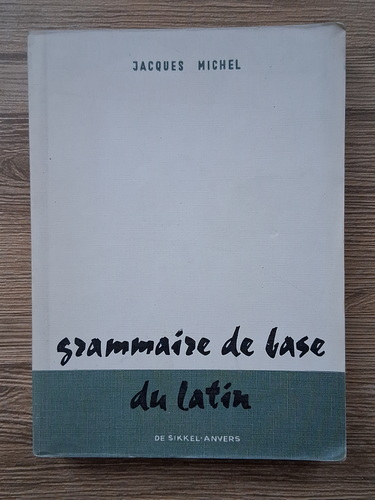 JACQUES MICHEL
grammaire de base
du latin
DE SIKKEL-ANVERS